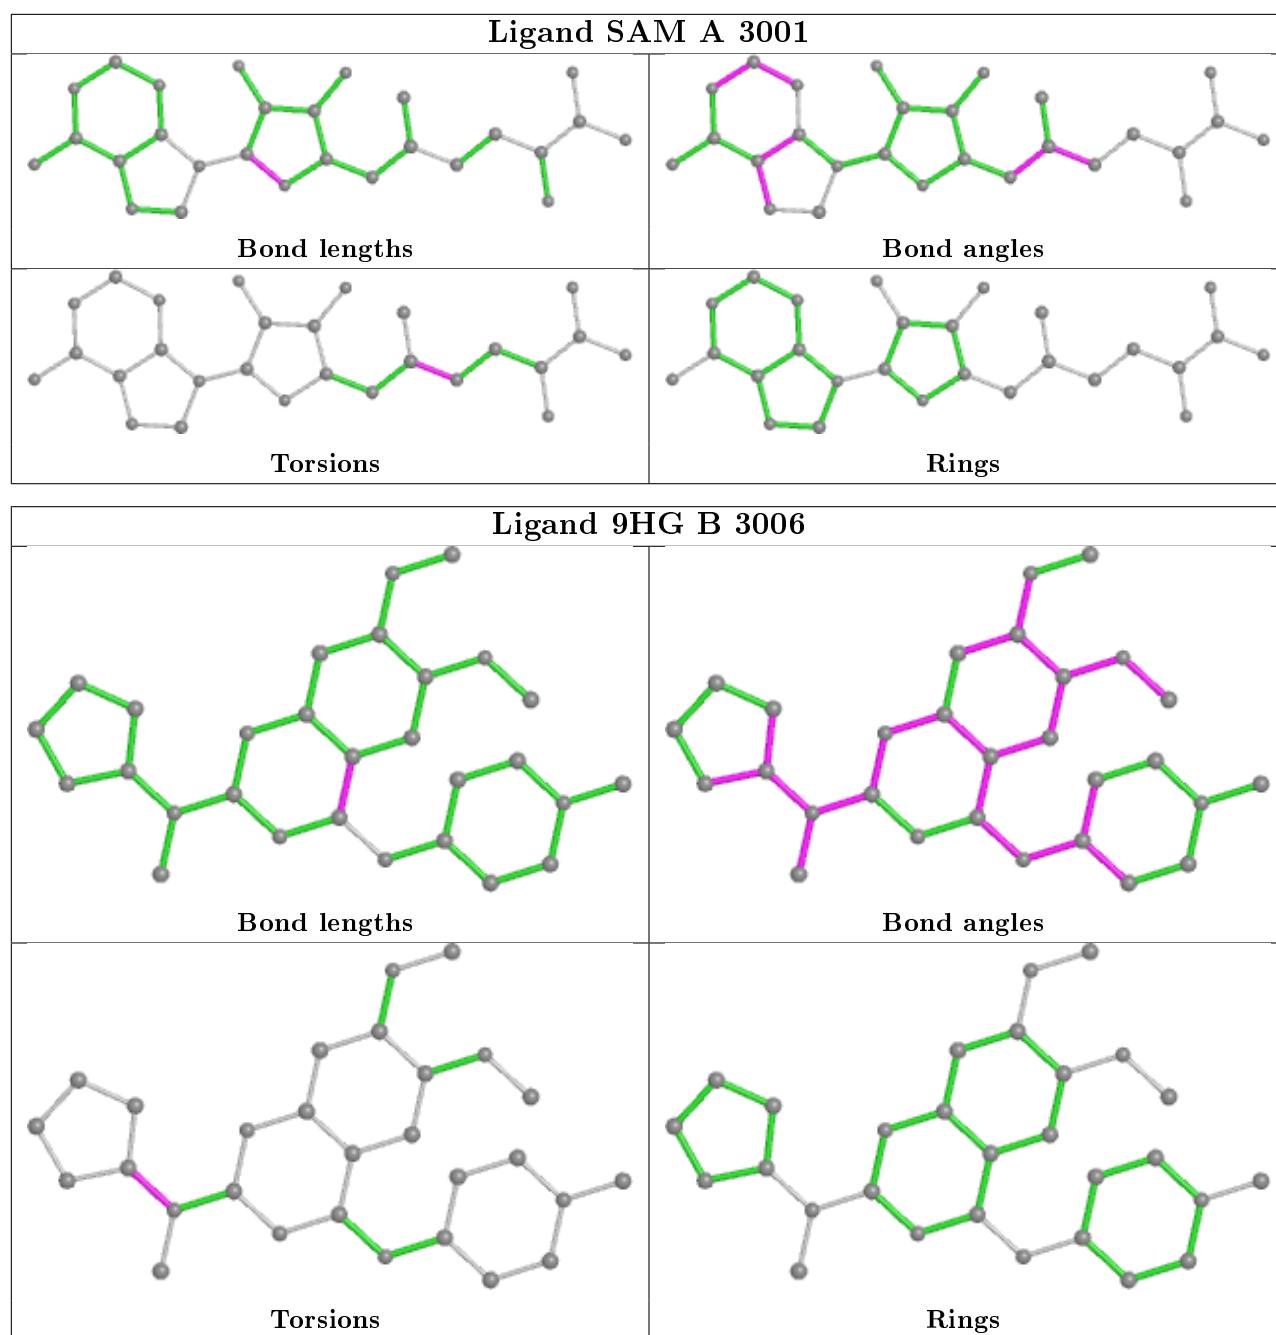 Ligand SAM A 3001
Bond lengths
Bond angles
Torsions
Rings
Ligand 9HG B 3006
Bond lengths
Bond angles
Torsions
Rings